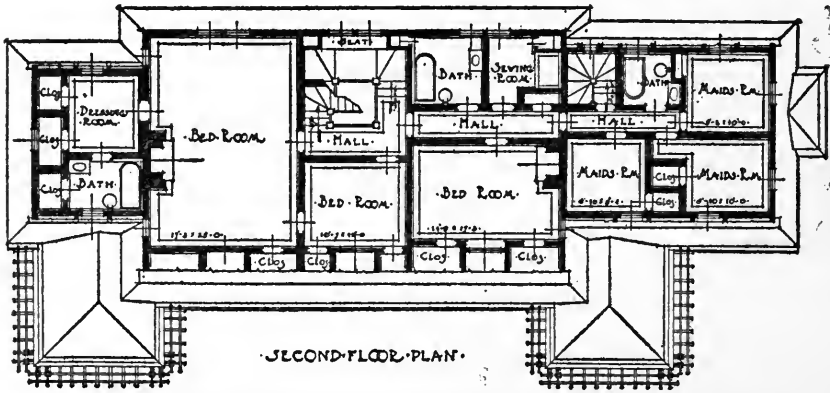 SEAT
CLOS
DRESSING
ROOM
CLOS
CLOS
BATH
BED ROOM
HALL
BED ROOM
BATH
SEWING
ROOM
HALL
BED ROOM
HALL
BATH
MAIDS RM.
MAIDS RM.
MAIDS RM.
CLOS
CLOS
CLOS
CLOS
CLOS
CLOS
·SECOND·FLOOR·PLAN·